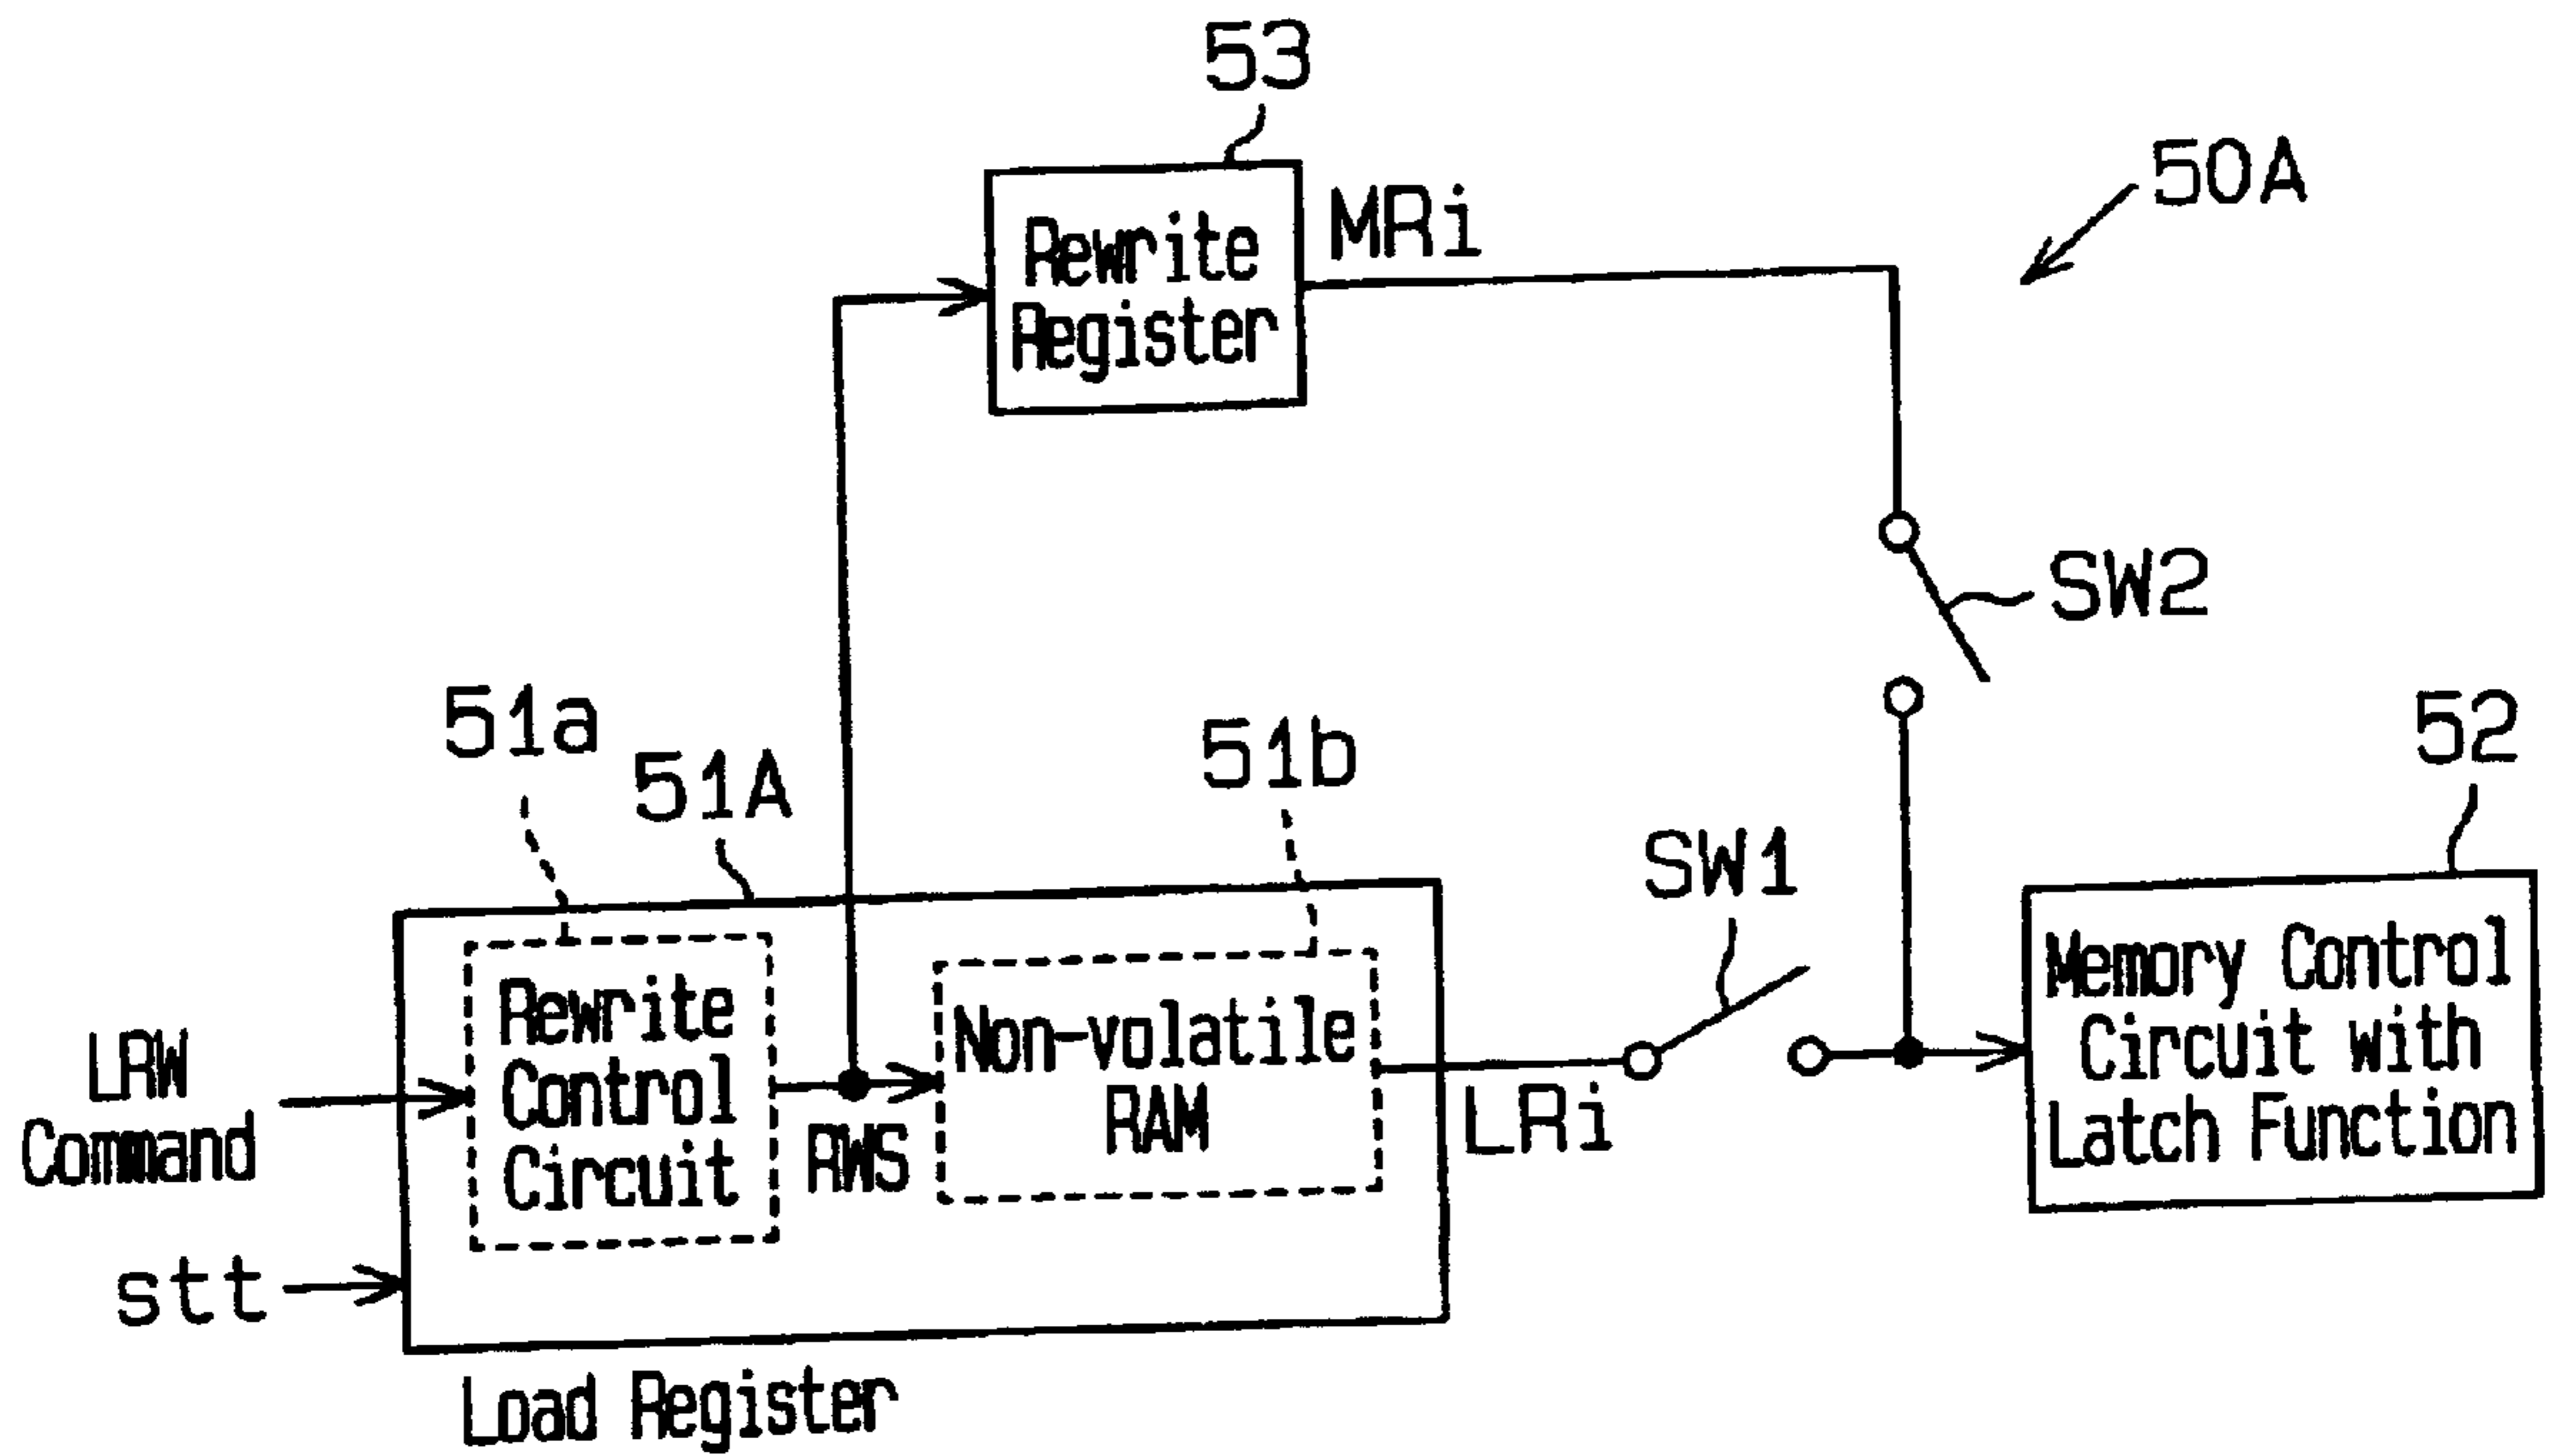 53
50A
Rewrite
Register
MRi
SW2
51a
51A
51b
SW1
52
LRW
Command
Rewrite
Control
Circuit
RWS
Non-volatile
RAM
LRi
Memory Control
Circuit with
Latch Function
stt
Load Register